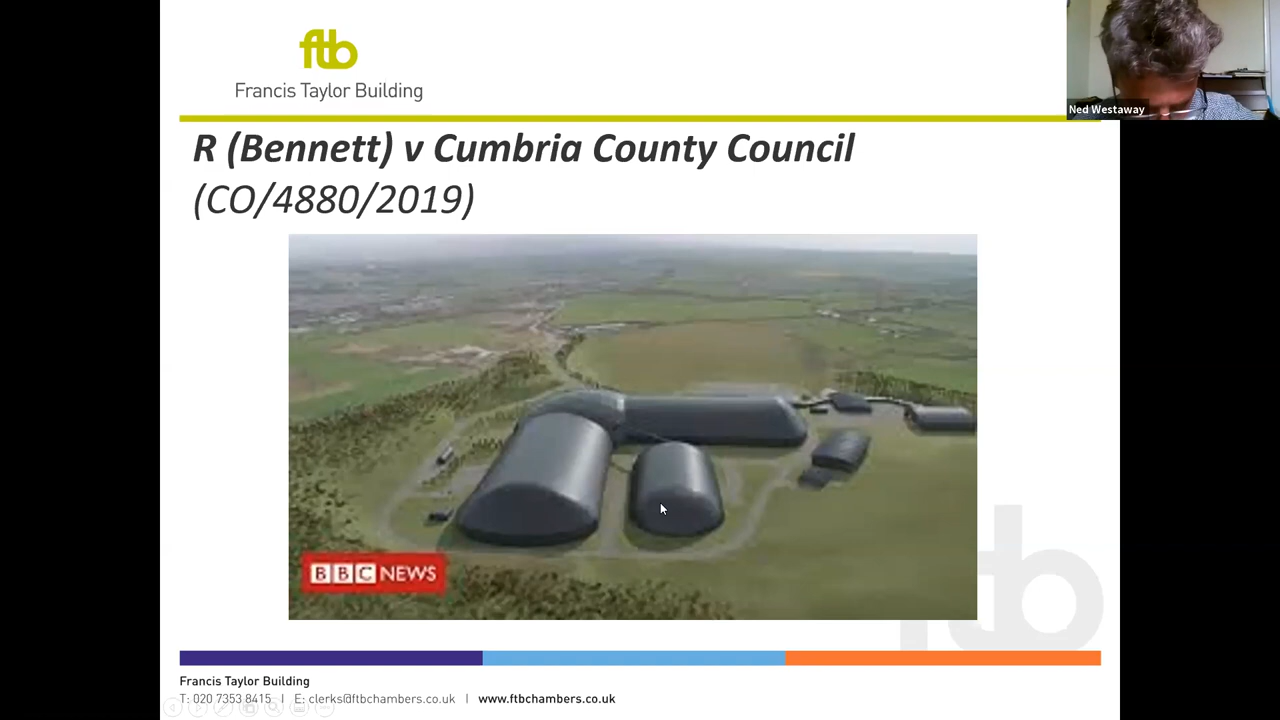 ftb
Francis Taylor Building
Ned Westaway
R (Bennett) v Cumbria County Council
(CO/4880/2019)
BBC NEWS
tb
Francis Taylor Building
T: 020 7353 8415 I E: clerks@ftbchambers.co.uk I www.ftbchambers.co.uk